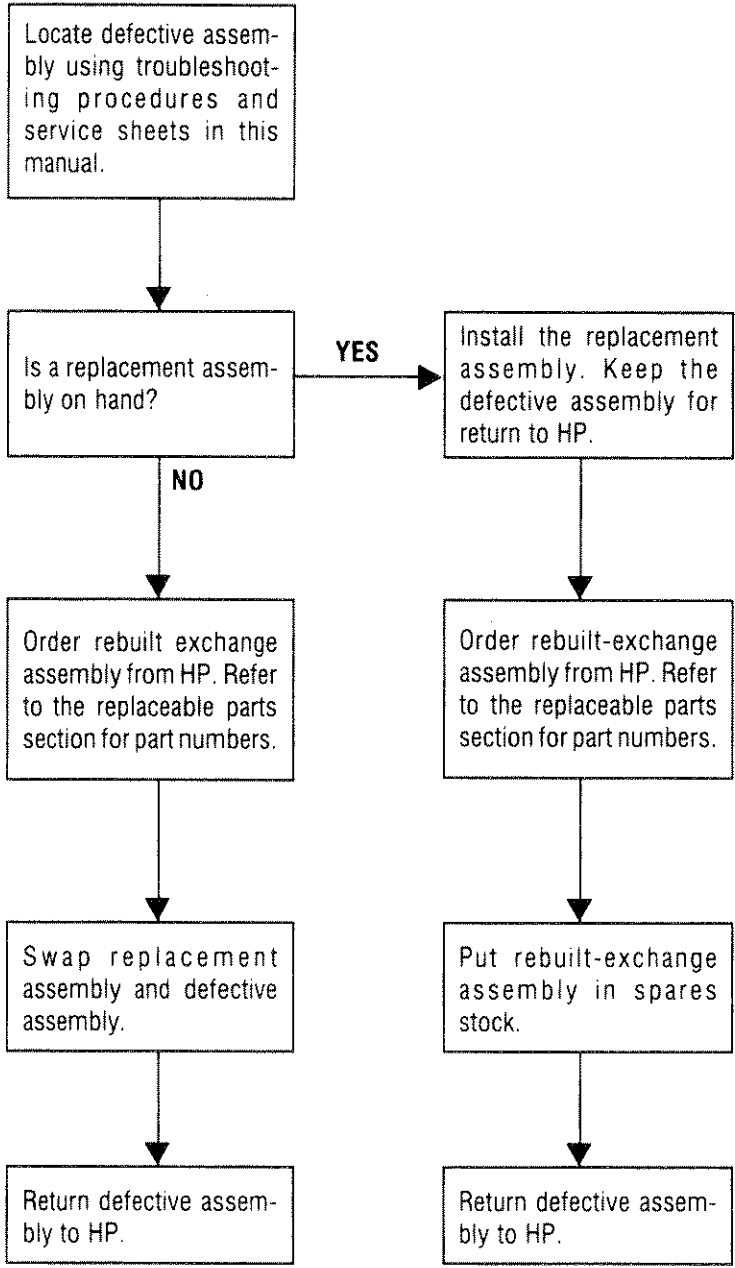 Locate defective assem-
bly using troubleshoot-
ing procedures and
service sheets in this
manual.
Is a replacement assem-
bly on hand?
YES
Install the replacement
assembly. Keep the
defective assembly for
return to HP.
NO
Order rebuilt exchange
assembly from HP. Refer
to the replaceable parts
section for part numbers.
Order rebuilt-exchange
assembly from HP. Refer
to the replaceable parts
section for part numbers.
Swap replacement
assembly and defective
assembly.
Put rebuilt-exchange
assembly in spares
stock.
Return defective assem-
bly to HP.
Return defective assem-
bly to HP.